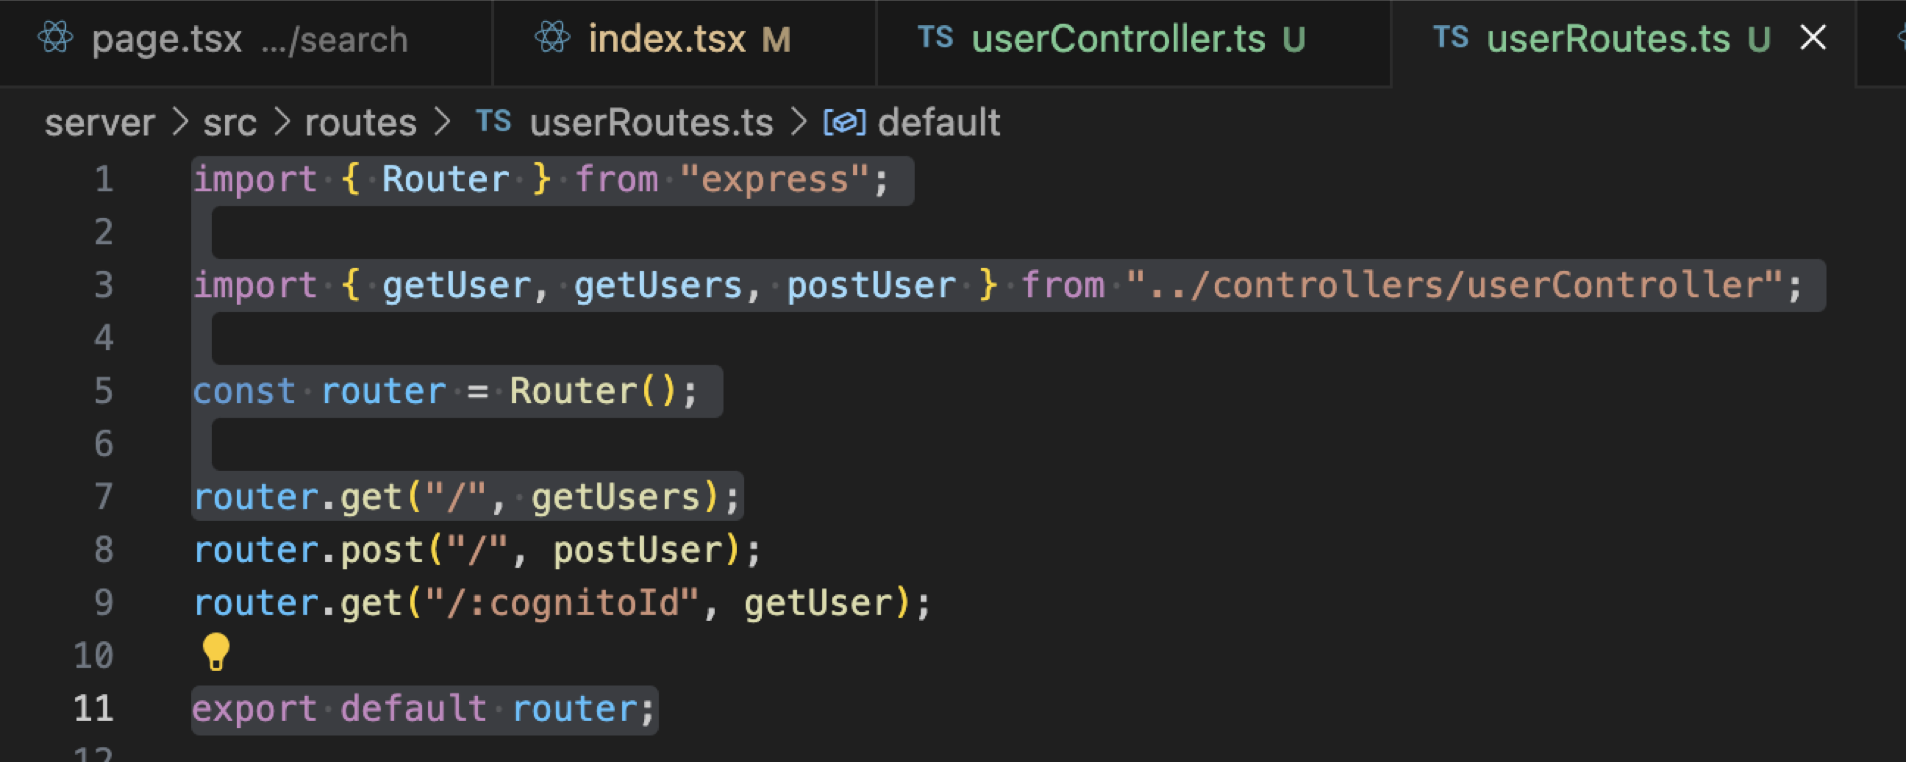 page.tsx .../search
index.tsx M
TS userController.ts U
TS userRoutes.ts U
server > src > routes > TS userRoutes.ts > default
1 import { Router } from "express";
2
3 import { getUser, getUsers, postUser } from "../controllers/userController";
4
5 const router = Router();
6
7 router.get("/", getUsers);
8 router.post("/", postUser);
9 router.get("/:cognitoId", getUser);
10
11 export default router;
12